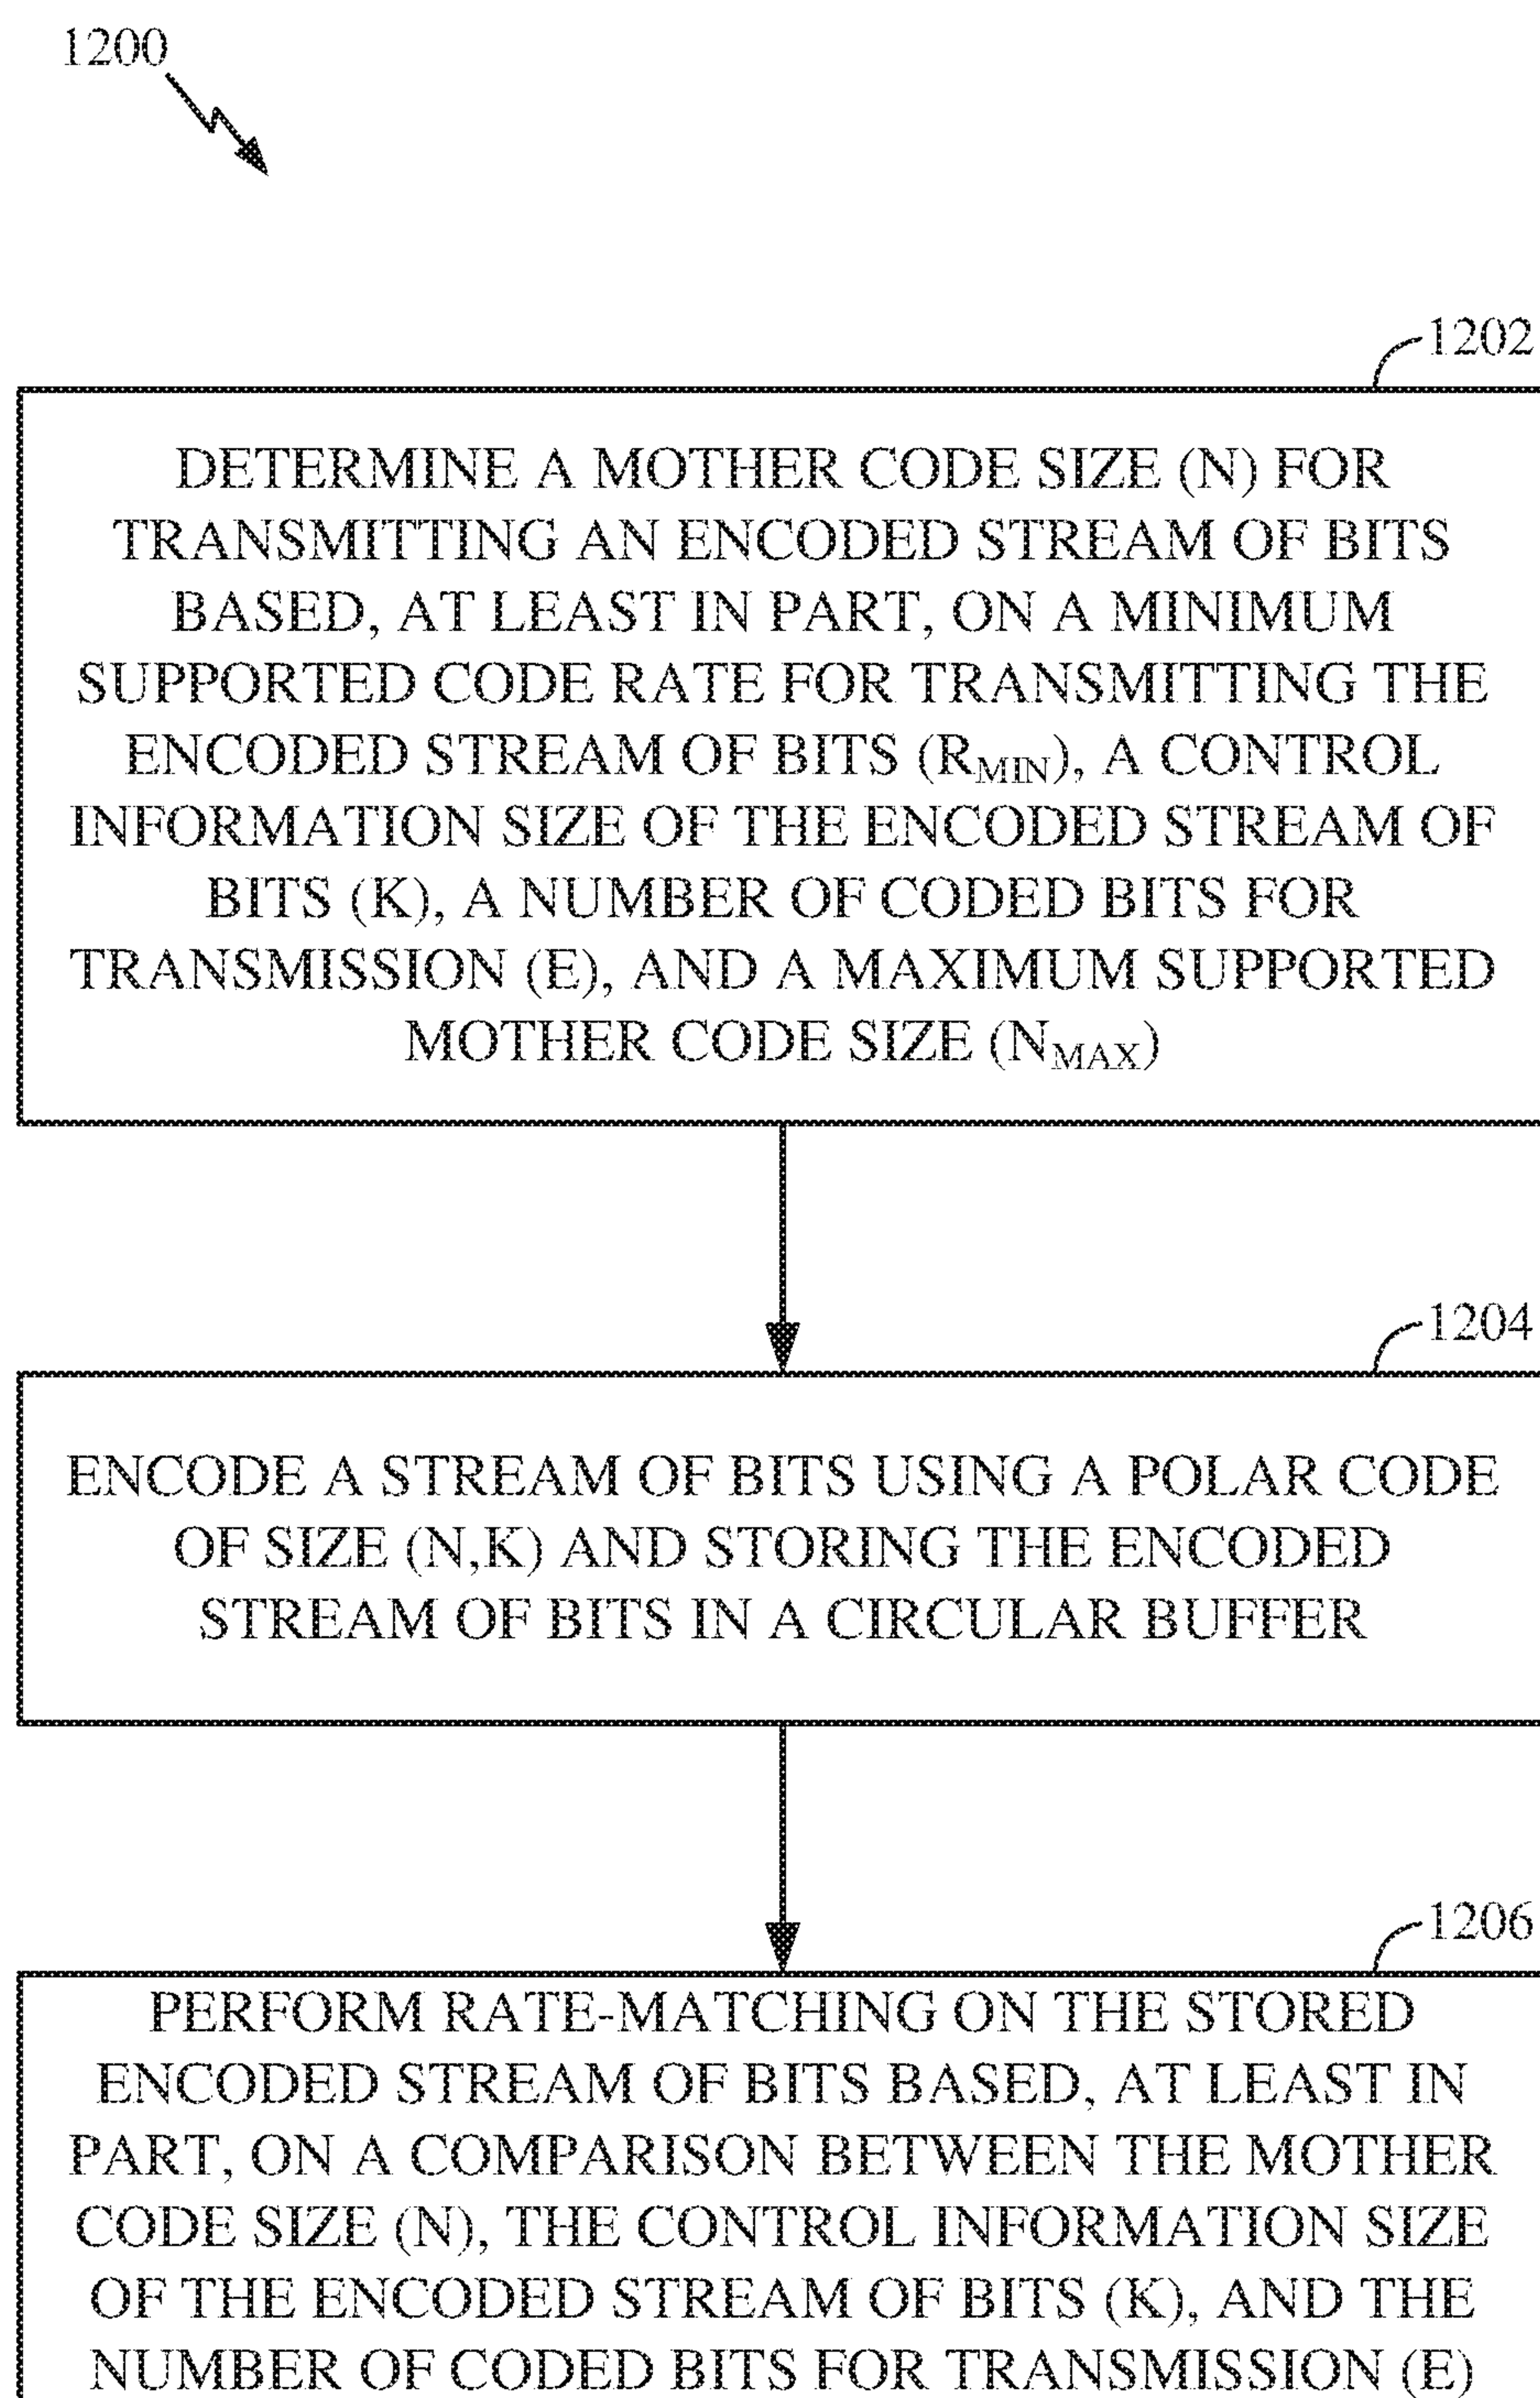 1200
1202
DETERMINE A MOTHER CODE SIZE (N) FOR
TRANSMITTING AN ENCODED STREAM OF BITS
BASED, AT LEAST IN PART, ON A MINIMUM
SUPPORTED CODE RATE FOR TRANSMITTING THE
ENCODED STREAM OF BITS (RMIN), A CONTROL
INFORMATION SIZE OF THE ENCODED STREAM OF
BITS (K), A NUMBER OF CODED BITS FOR
TRANSMISSION (E), AND A MAXIMUM SUPPORTED
MOTHER CODE SIZE (NMAX)
1204
ENCODE A STREAM OF BITS USING A POLAR CODE
OF SIZE (N,K) AND STORING THE ENCODED
STREAM OF BITS IN A CIRCULAR BUFFER
1206
PERFORM RATE-MATCHING ON THE STORED
ENCODED STREAM OF BITS BASED, AT LEAST IN
PART, ON A COMPARISON BETWEEN THE MOTHER
CODE SIZE (N), THE CONTROL INFORMATION SIZE
OF THE ENCODED STREAM OF BITS (K), AND THE
NUMBER OF CODED BITS FOR TRANSMISSION (E)